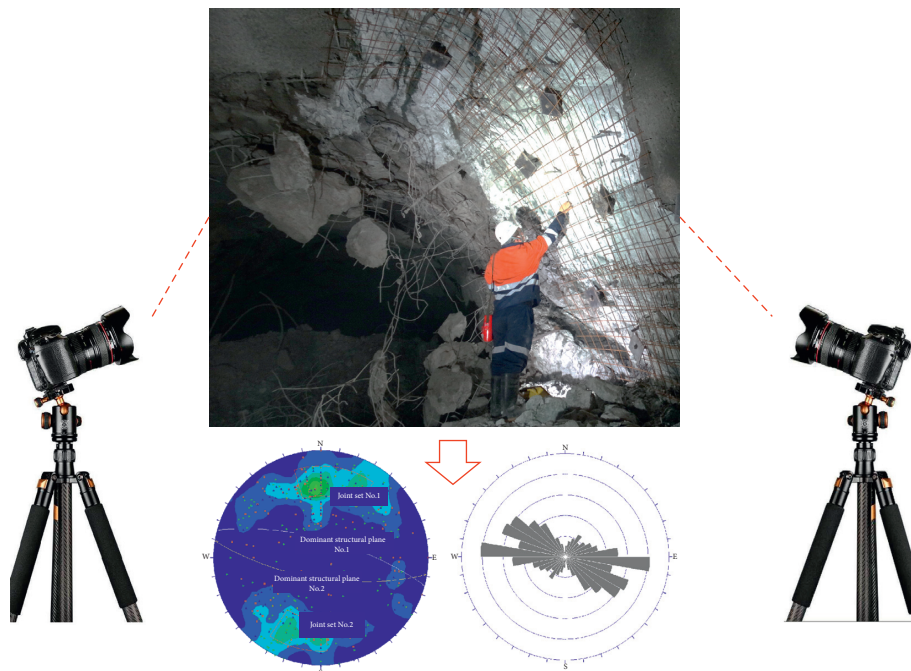 N
Joint set No.1
Dominant structural plane
No.1
W
E
Dominant structural plane
No.2
Joint set No.2
N
W
E
S